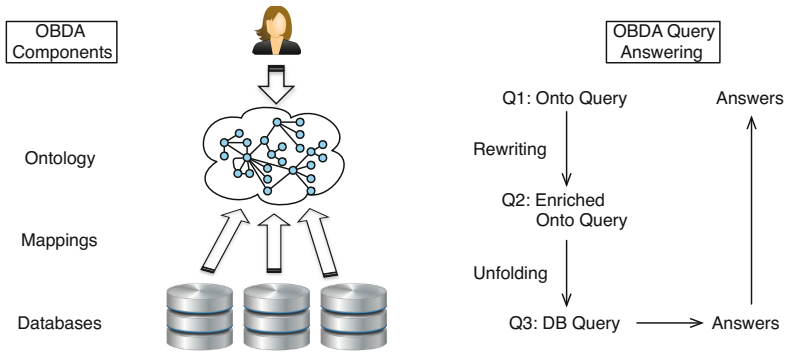 OBDA
Components
OBDA Query
Answering
Q1: Onto Query
Answers
Rewriting
Ontology
Q2: Enriched
Onto Query
Mappings
Unfolding
Databases
Q3: DB Query
Answers